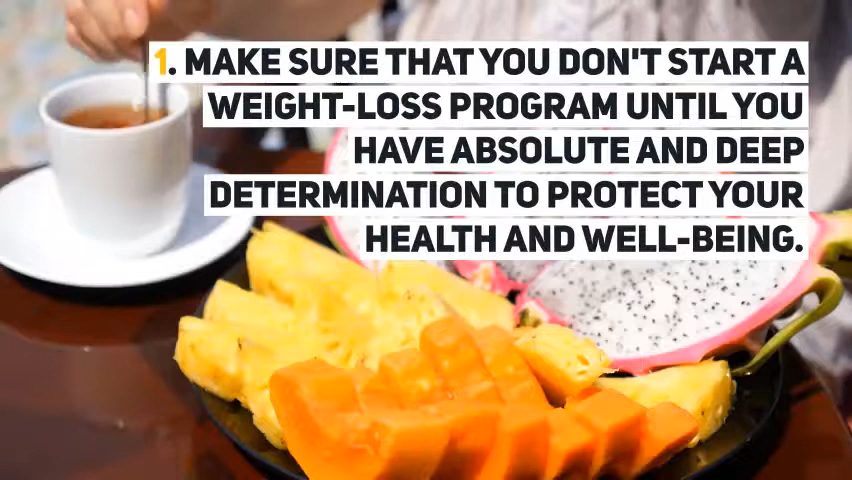 1. MAKE SURE THAT YOU DON'T START A
WEIGHT-LOSS PROGRAM UNTIL YOU
HAVE ABSOLUTE AND DEEP
DETERMINATION TO PROTECT YOUR
HEALTH AND WELL-BEING.